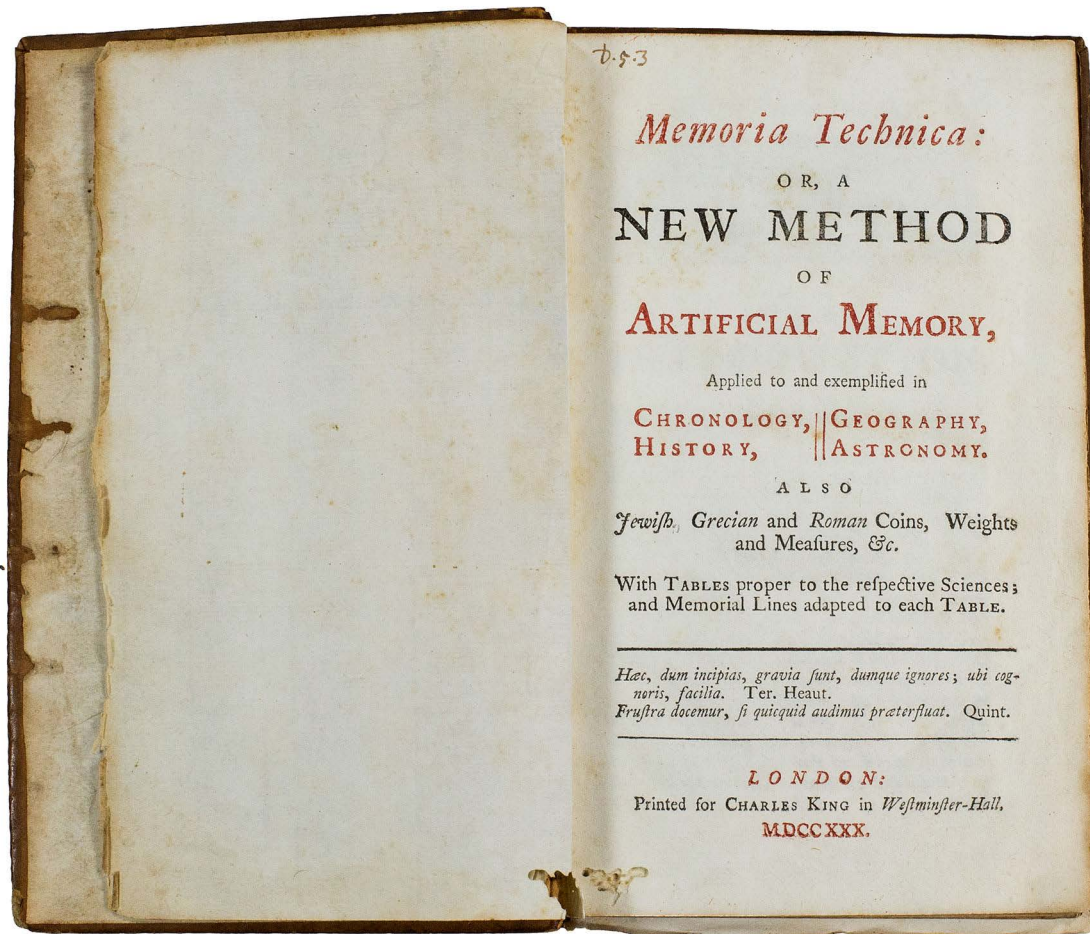 D.5.3
Memoria Technica:
OR, A
NEW METHOD
OF
ARTIFICIAL MEMORY,
Applied to and exemplified in
CHRONOLOGY, || GEOGRAPHY,
HISTORY, || ASTRONOMY.
ALSO
Jewiſh, Grecian and Roman Coins, Weights
and Meaſures, &c.
With TABLES proper to the reſpective Sciences;
and Memorial Lines adapted to each TABLE.
Hæc, dum incipias, gravia ſunt, dumque ignores; ubi cog-
noris, facilia. Ter. Heaut.
Fruſtra docemur, ſi quicquid audimus præterfluat. Quint.
LONDON:
Printed for CHARLES KING in Weſtminſter-Hall.
MDCCXXX.